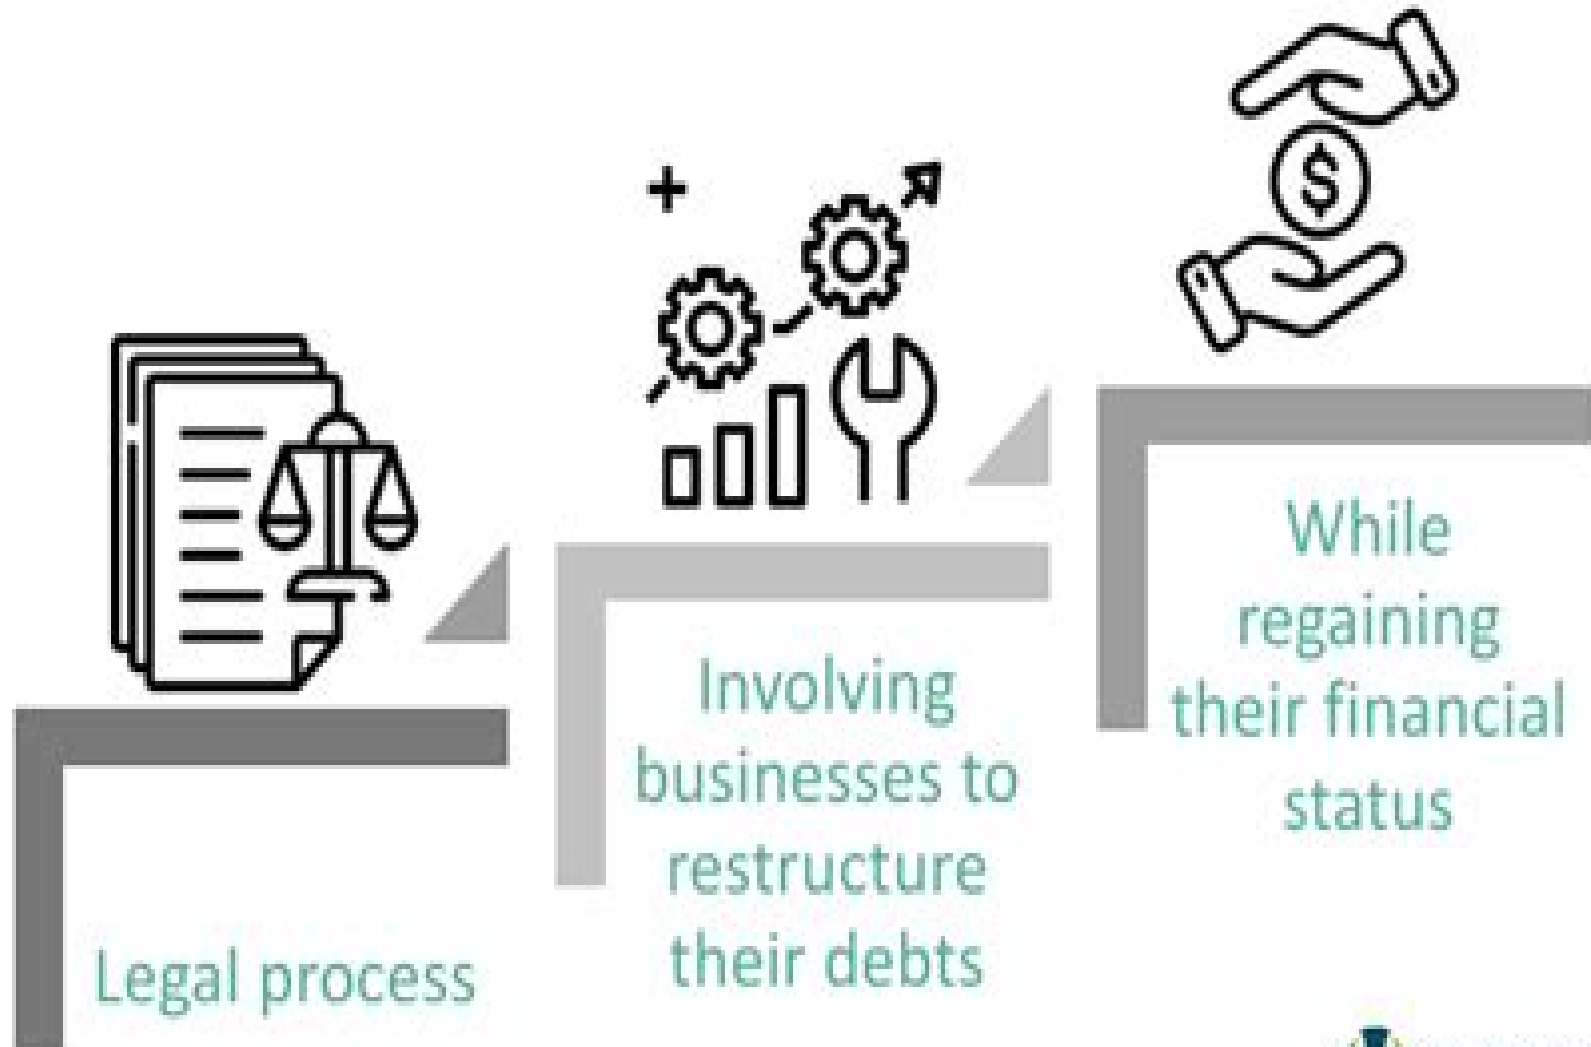 Legal process
Involving
businesses to
restructure
their debts
$
While
regaining
their financial
status